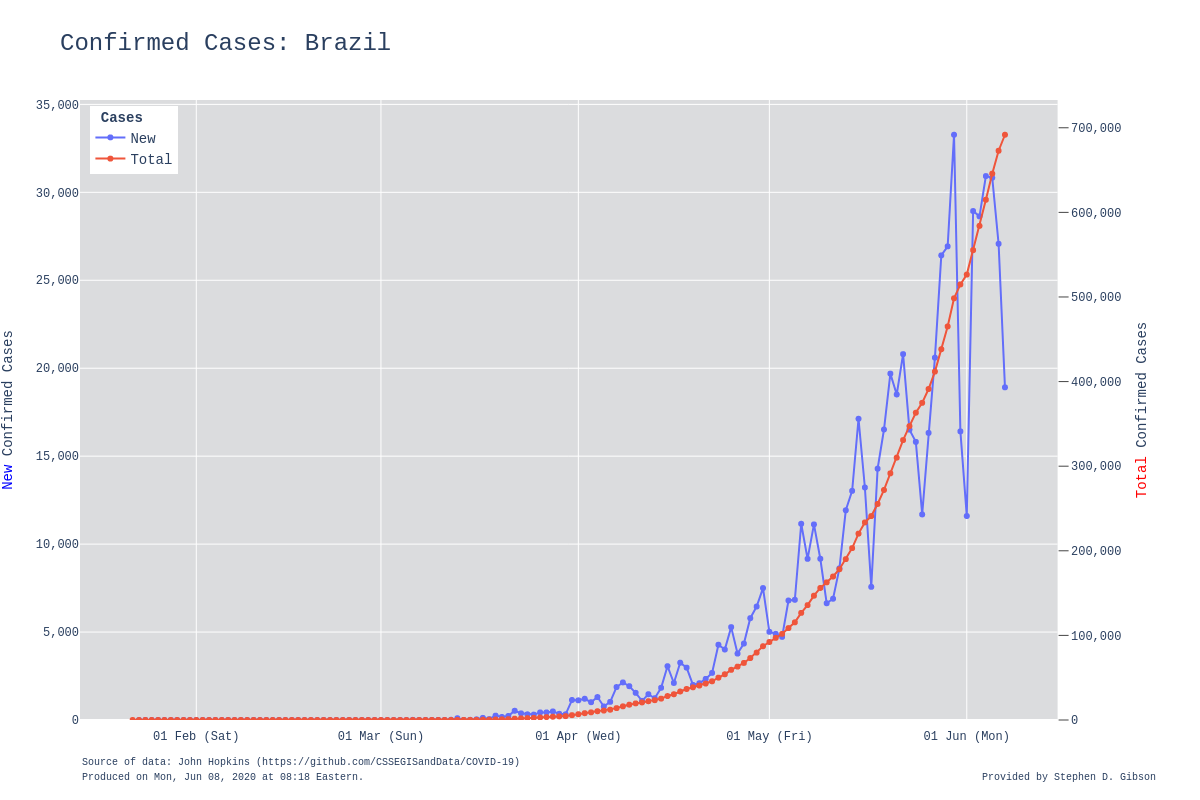 Confirmed Cases: Brazil
Cases
New
Total
35,000
30,000
25,000
20,000
15,000
10,000
5,000
0
New Confirmed Cases
700,000
600,000
500,000
400,000
300,000
200,000
100,000
0
Total Confirmed Cases
01 Feb (Sat)
01 Mar (Sun)
01 Apr (Wed)
01 May (Fri)
01 Jun (Mon)
Source of data: John Hopkins (https://github.com/CSSEGISandData/COVID-19)
Produced on Mon, Jun 08, 2020 at 08:18 Eastern.
Provided by Stephen D. Gibson